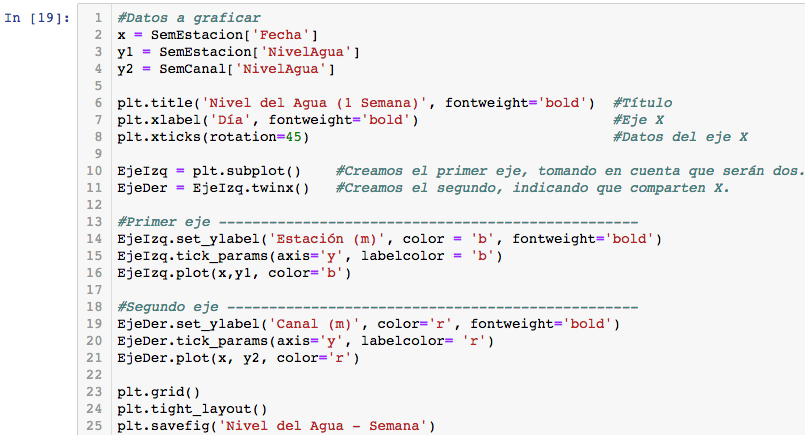 In [19]:
1 #Datos a graficar
2 x = SemEstacion['Fecha']
3 y1 = SemEstacion['NivelAgua']
4 y2 = SemCanal['NivelAgua']
5
6 plt.title('Nivel del Agua (1 Semana)', fontweight='bold') #Título
7 plt.xlabel('Día', fontweight='bold') #Eje X
8 plt.xticks(rotation=45) #Datos del eje X
9
10 EjeIzq = plt.subplot() #Creamos el primer eje, tomando en cuenta que serán dos.
11 EjeDer = EjeIzq.twinx() #Creamos el segundo, indicando que comparten X.
12
13 #Primer eje --------------------------------------------------
14 EjeIzq.set_ylabel('Estación (m)', color = 'b', fontweight='bold')
15 EjeIzq.tick_params(axis='y', labelcolor = 'b')
16 EjeIzq.plot(x,y1, color='b')
17
18 #Segundo eje -------------------------------------------------
19 EjeDer.set_ylabel('Canal (m)', color='r', fontweight='bold')
20 EjeDer.tick_params(axis='y', labelcolor= 'r')
21 EjeDer.plot(x, y2, color='r')
22
23 plt.grid()
24 plt.tight_layout()
25 plt.savefig('Nivel del Agua - Semana')